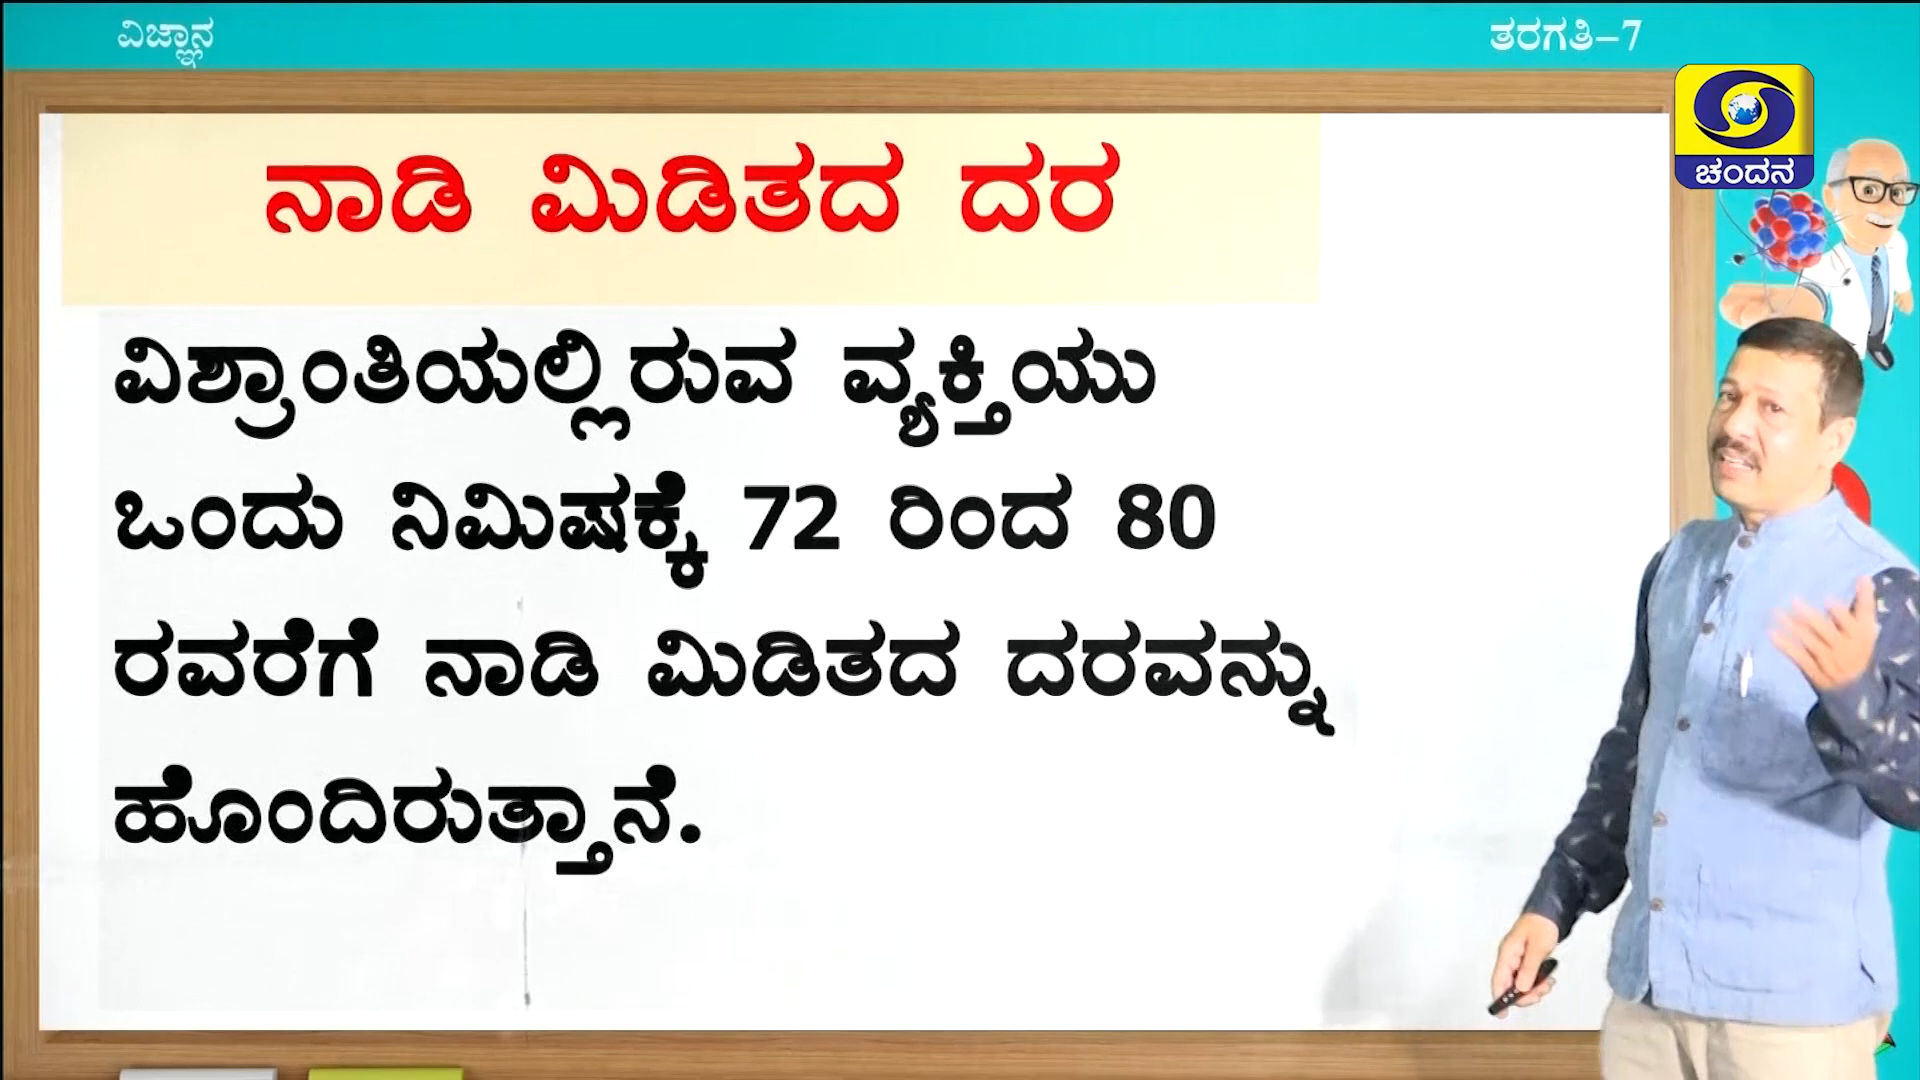 ವಿಜ್ಞಾನ
ತರಗತಿ-7
ಚಂದನ
ನಾಡಿ ಮಿಡಿತದ ದರ
ವಿಶ್ರಾಂತಿಯಲ್ಲಿರುವ ವ್ಯಕ್ತಿಯು
ಒಂದು ನಿಮಿಷಕ್ಕೆ 72 ರಿಂದ 80
ರವರೆಗೆ ನಾಡಿ ಮಿಡಿತದ ದರವನ್ನು
ಹೊಂದಿರುತ್ತಾನೆ.